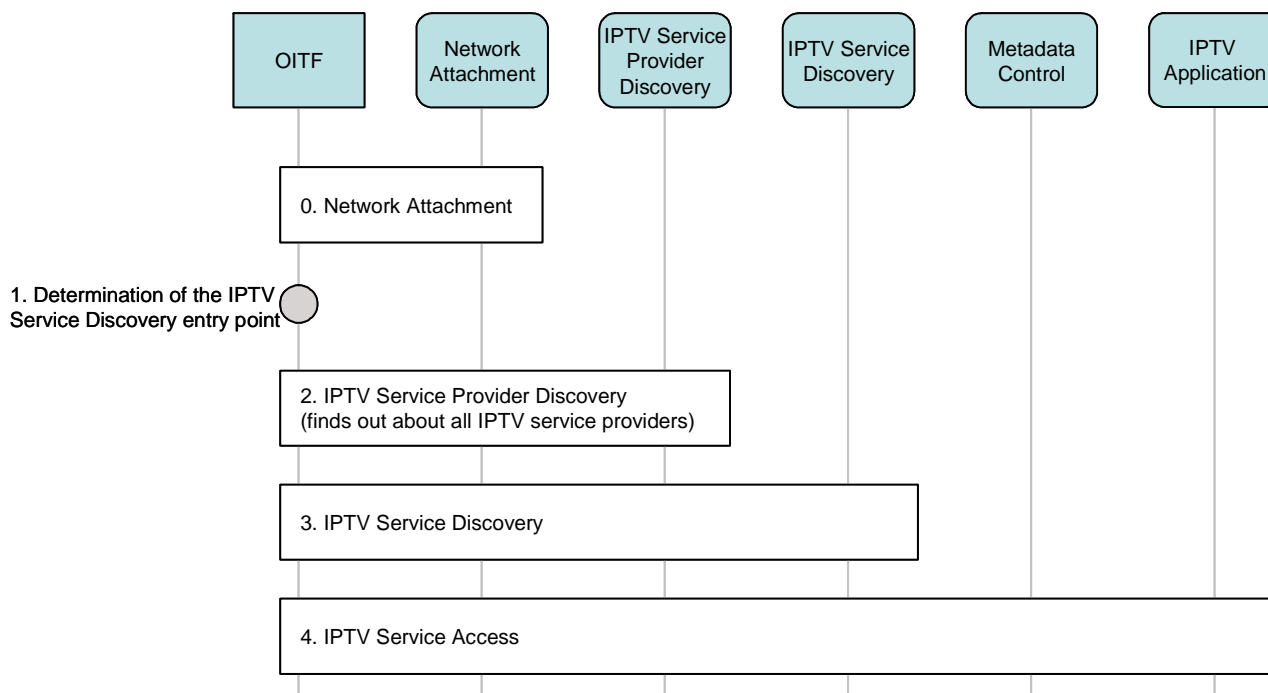 OITF
Network
Attachment
IPTV Service
Provider
Discovery
IPTV Service
Discovery
Metadata
Control
IPTV
Application
0. Network Attachment
1. Determination of the IPTV
Service Discovery entry point
2. IPTV Service Provider Discovery
(finds out about all IPTV service providers)
3. IPTV Service Discovery
4. IPTV Service Access